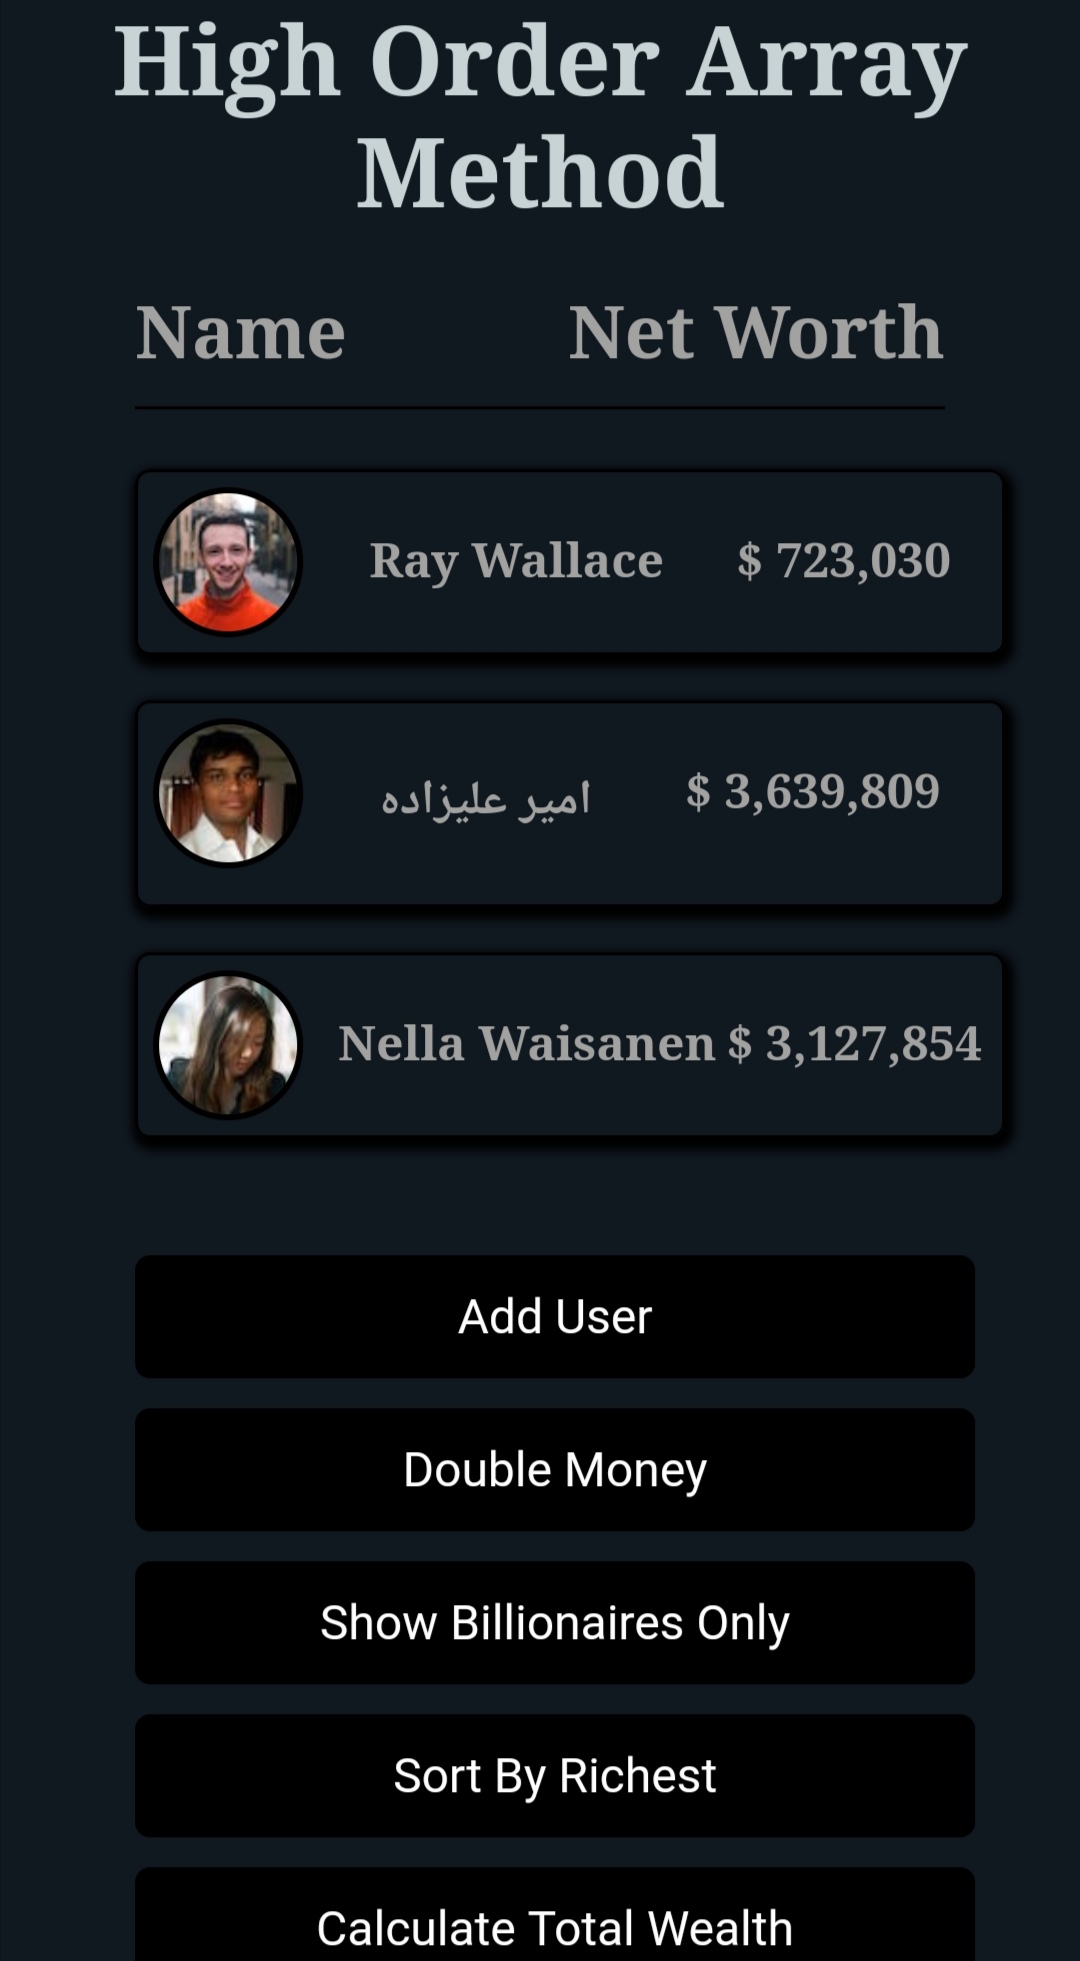 High Order Array
Method
Name Net Worth
Ray Wallace $ 723,030
امیر علیزاده $ 3,639,809
Nella Waisanen $ 3,127,854
Add User
Double Money
Show Billionaires Only
Sort By Richest
Calculate Total Wealth